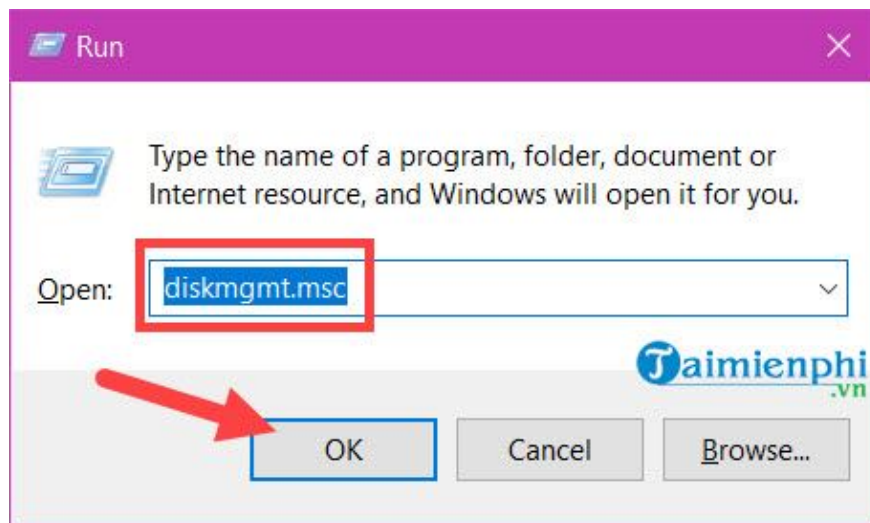 Run
Type the name of a program, folder, document or
Internet resource, and Windows will open it for you.
Open:
diskmgmt.msc
Taimienphi
.vn
OK
Cancel
Browse...